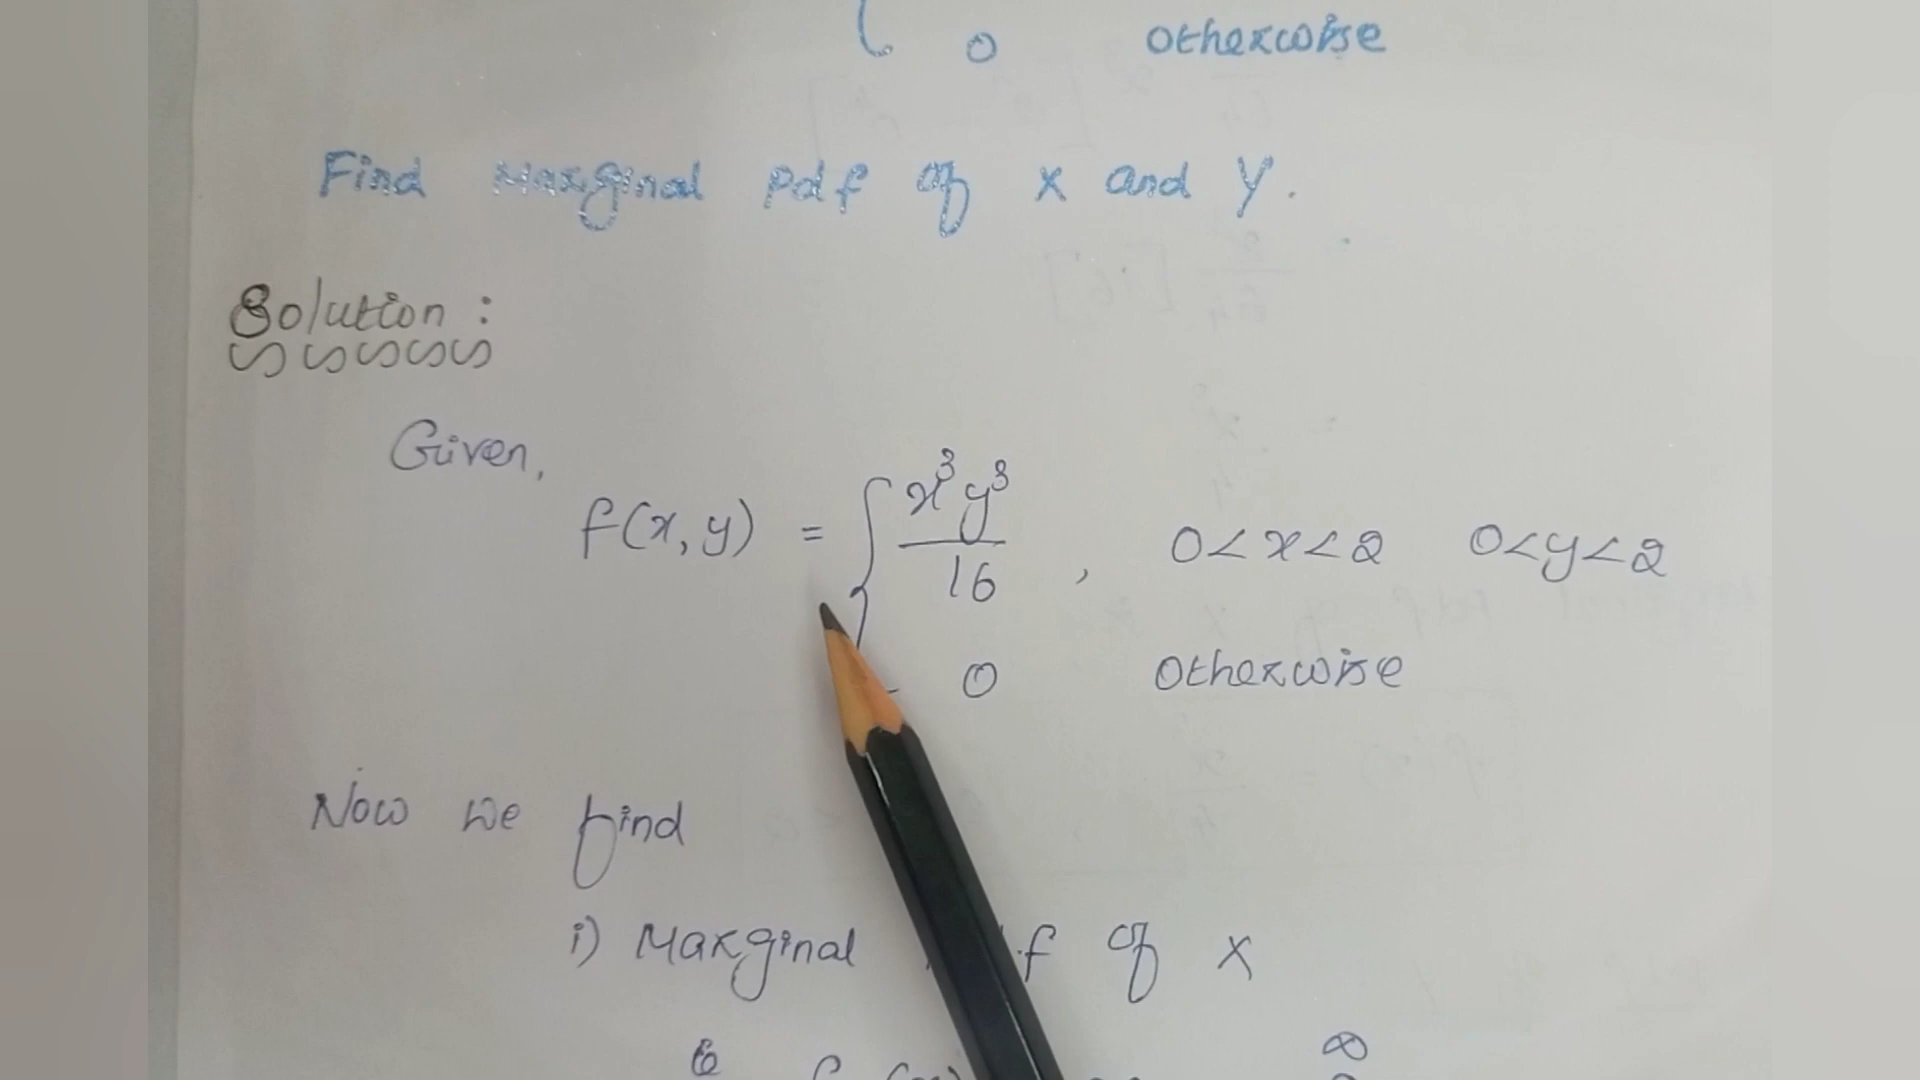 0 otherwise
Find Marginal Pdf of X and Y.
Solution :
Given,
f(x, y) = { x³y³/16 , 0<x<2 0<y<2
0 otherwise
Now we find
i) Marginal of X
∞